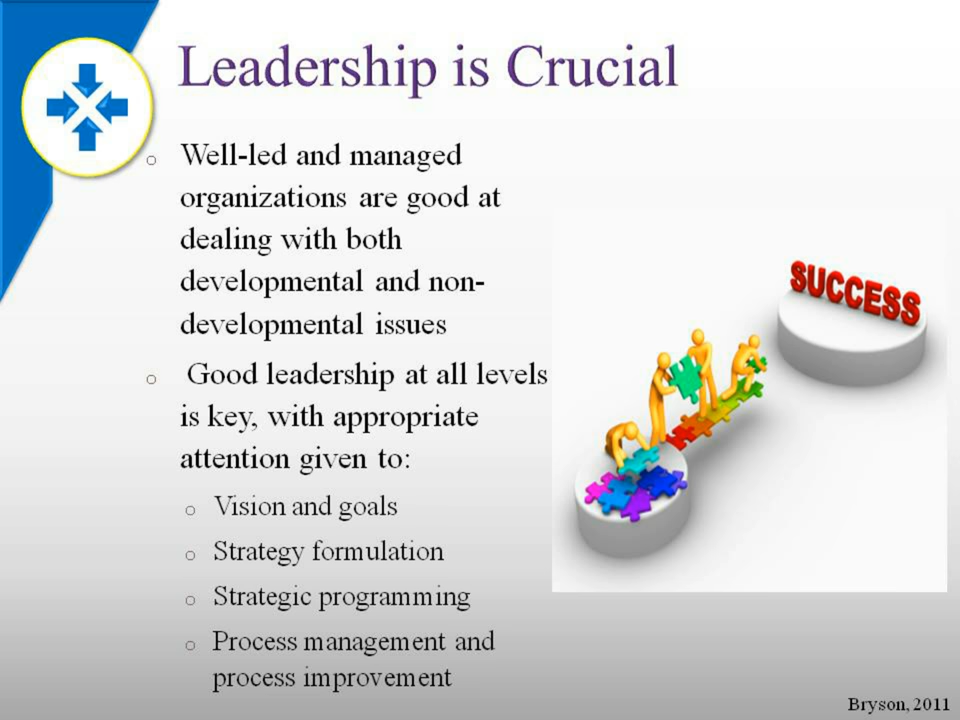 Leadership is Crucial
Well-led and managed
organizations are good at
dealing with both
developmental and non-
developmental issues
Good leadership at all levels
is key, with appropriate
attention given to:
Vision and goals
Strategy formulation
Strategic programming
Process management and
process improvement
SUCCESS
Bryson, 2011